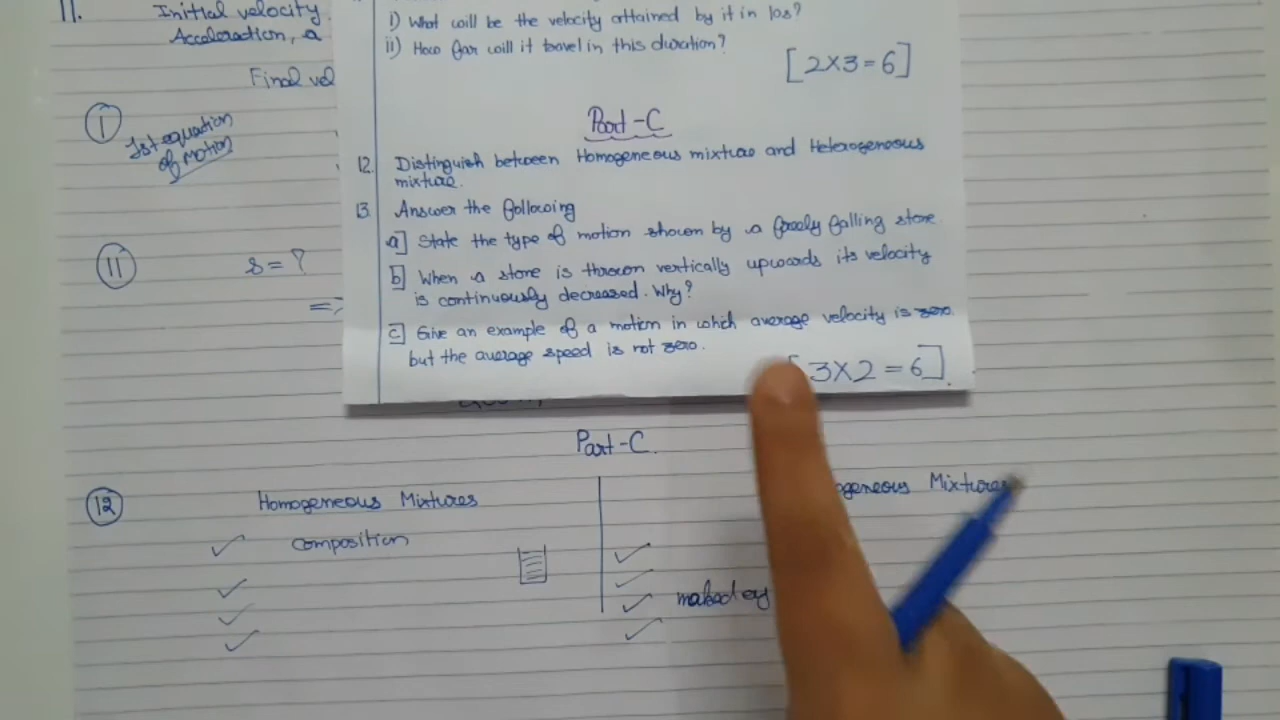 11. Initial velocity
Acceleration, a
Final vel
I
1st equation
of Motion
II
s = ?
=>
i) What will be the velocity attained by it in 10s?
ii) How far will it travel in this duration?
[2×3=6]
Part-C
12. Distinguish between Homogeneous mixture and Heterogeneous
mixture.
13. Answer the following
a] State the type of motion shown by a freely falling stone
b] When a stone is thrown vertically upwards its velocity
is continuously decreased. Why?
c] Give an example of a motion in which average velocity is zero
but the average speed is not zero.
[3×2=6]
Part-C.
12
Homogeneous Mixtures
ogeneous Mixtures
composition
naked ey